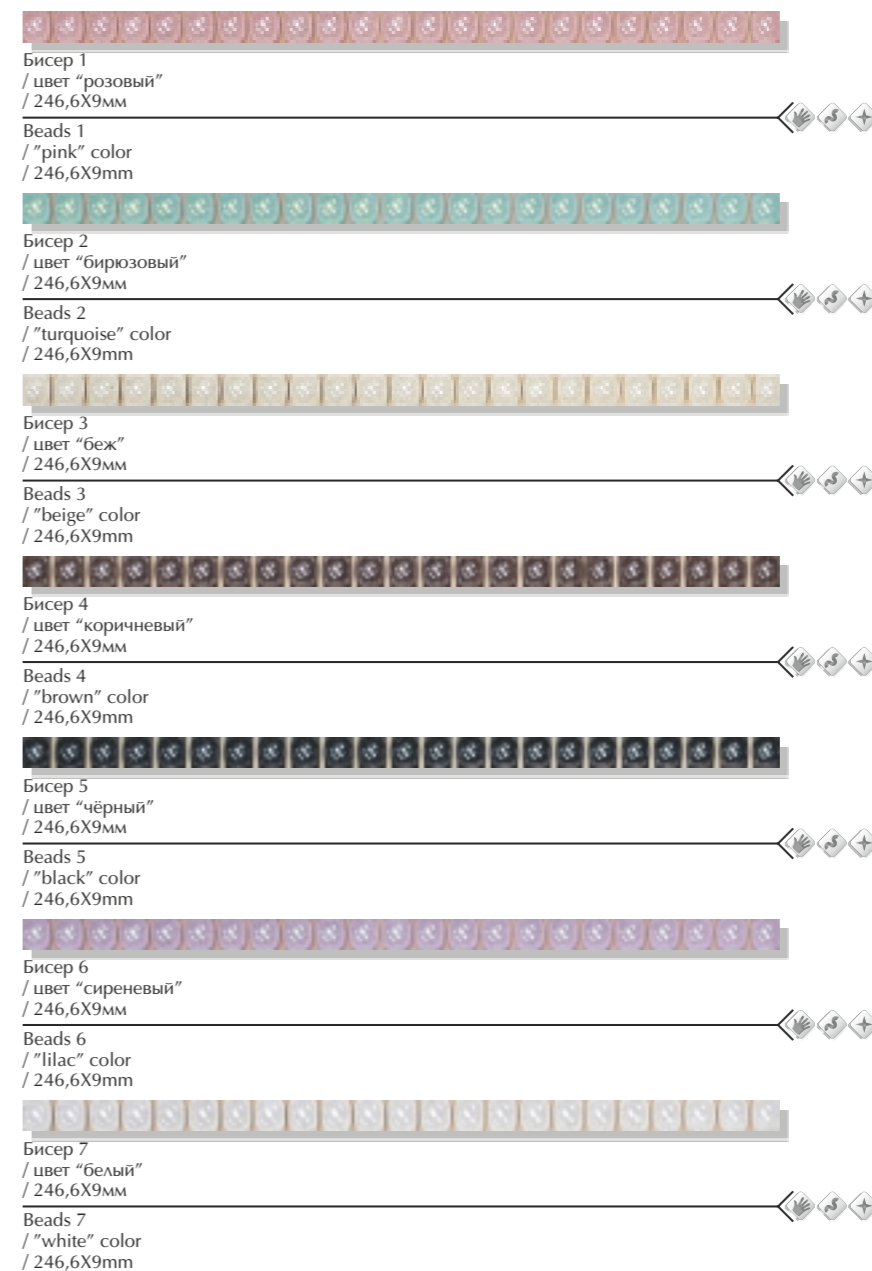 Бисер 1
/ цвет “розовый”
/ 246,6X9мм
Beads 1
/ ”pink” color
/ 246,6X9mm
Бисер 2
/ цвет “бирюзовый”
/ 246,6X9мм
Beads 2
/ ”turquoise” color
/ 246,6X9mm
Бисер 3
/ цвет “беж”
/ 246,6X9мм
Beads 3
/ ”beige” color
/ 246,6X9mm
Бисер 4
/ цвет “коричневый”
/ 246,6X9мм
Beads 4
/ ”brown” color
/ 246,6X9mm
Бисер 5
/ цвет “чёрный”
/ 246,6X9мм
Beads 5
/ ”black” color
/ 246,6X9mm
Бисер 6
/ цвет “сиреневый”
/ 246,6X9мм
Beads 6
/ ”lilac” color
/ 246,6X9mm
Бисер 7
/ цвет “белый”
/ 246,6X9мм
Beads 7
/ ”white” color
/ 246,6X9mm